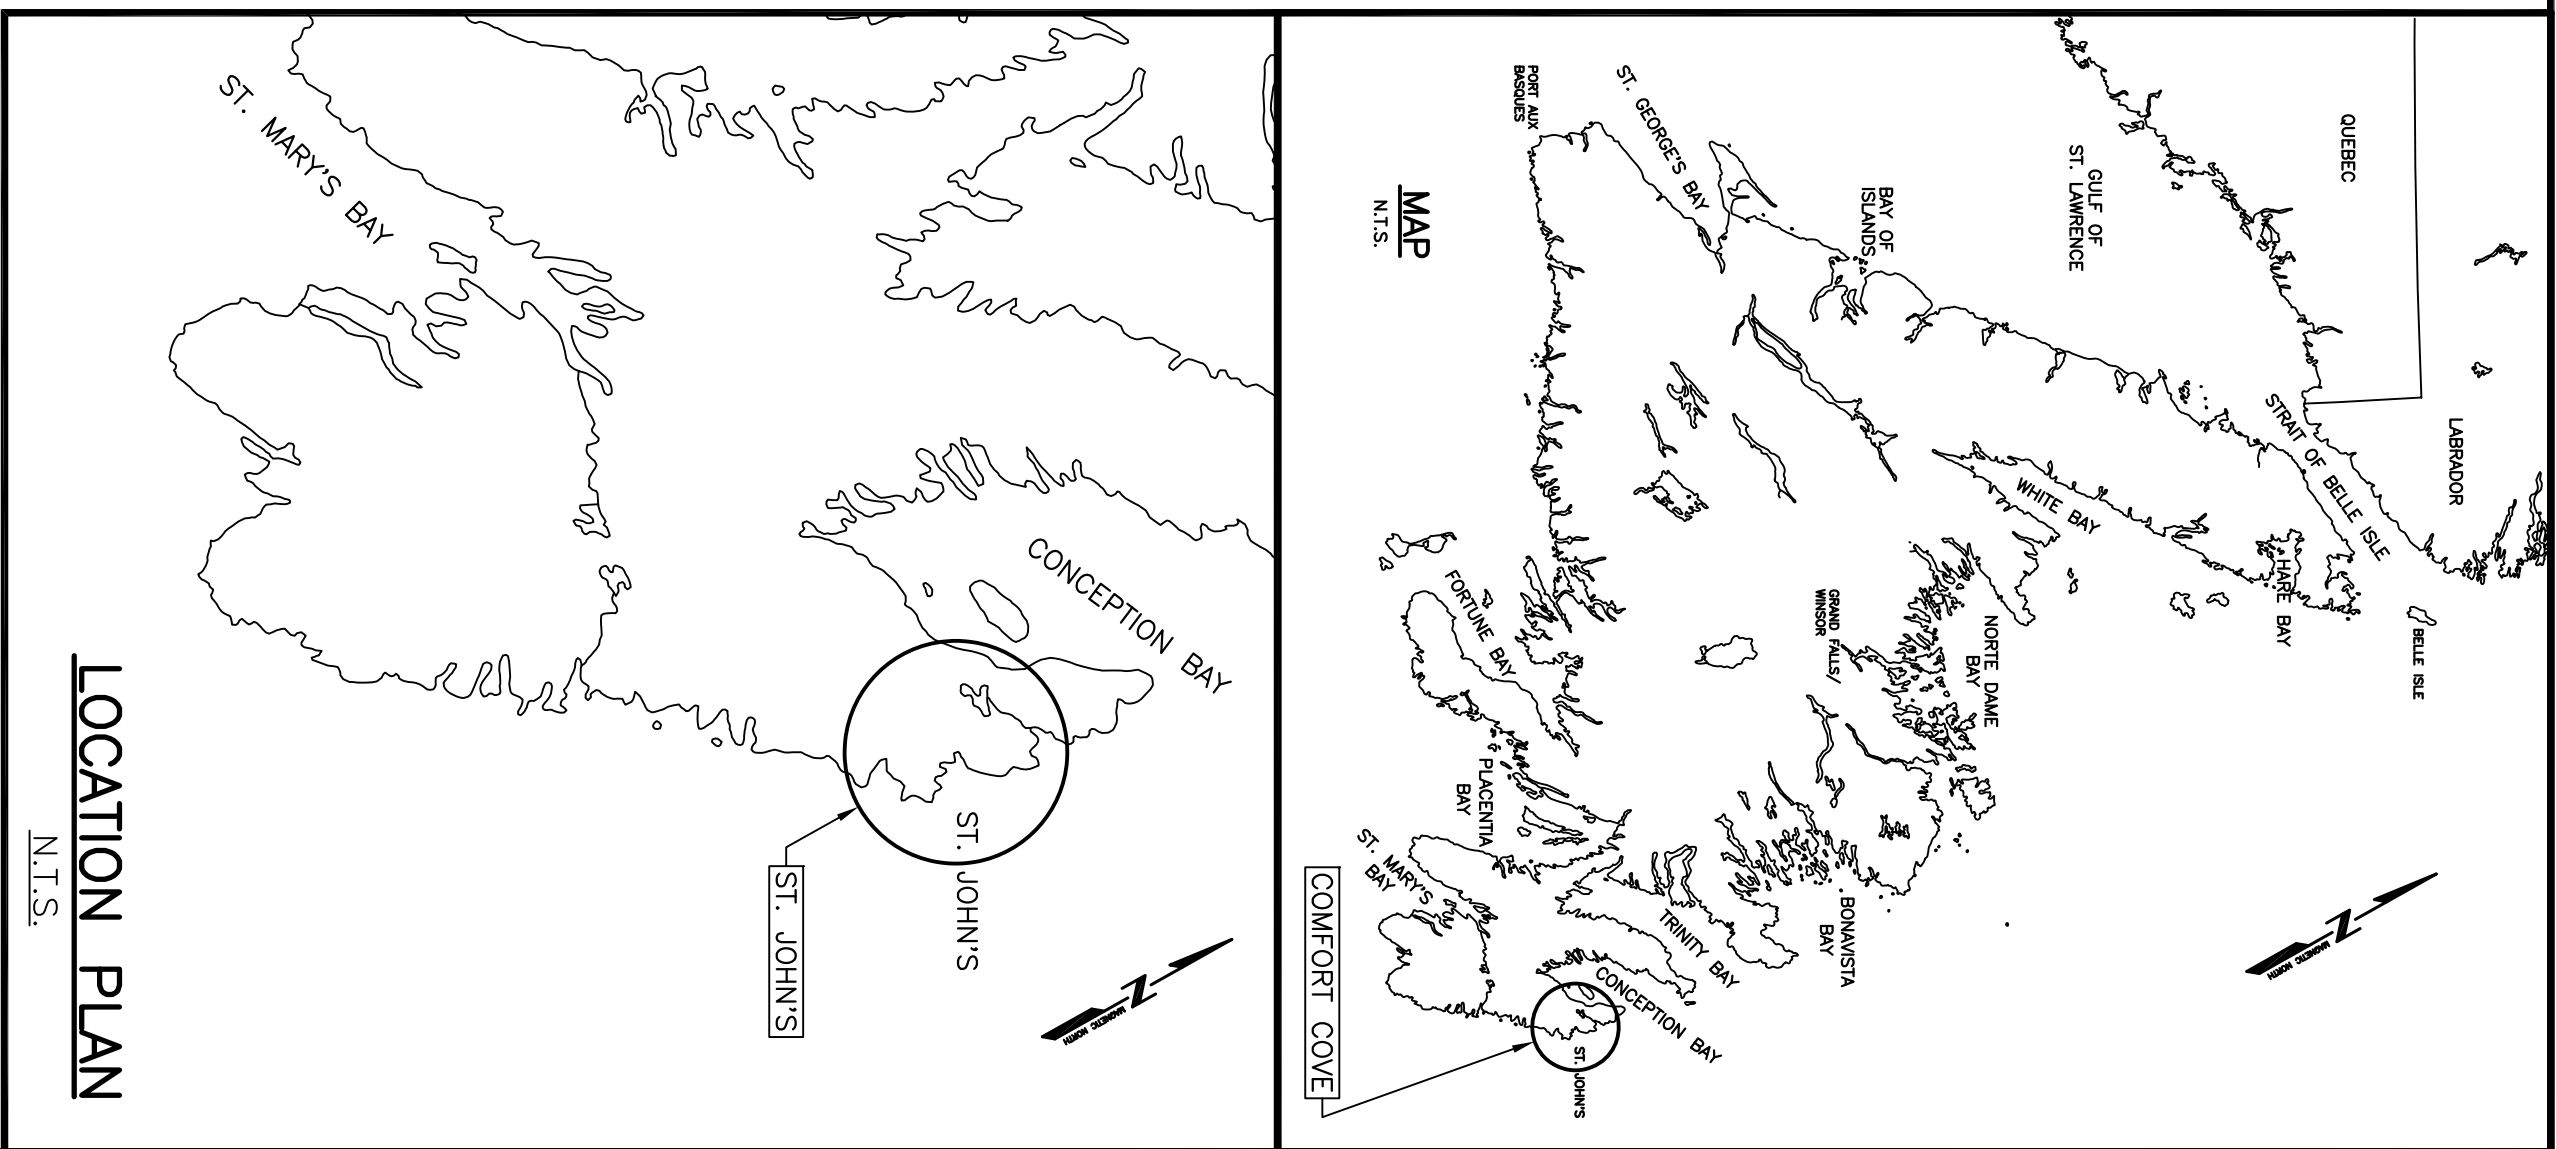 QUEBEC
LABRADOR
GULF OF
ST. LAWRENCE
STRAIT OF BELLE ISLE
BELLE ISLE
HARE BAY
WHITE BAY
NORTE DAME
BAY
BAY OF
ISLANDS
ST. GEORGE'S BAY
PORT AUX
BASQUES
GRAND FALLS/
WINSOR
BONAVISTA
BAY
TRINITY BAY
CONCEPTION BAY
FORTUNE BAY
PLACENTIA
BAY
ST. MARY'S
BAY
ST. JOHN'S
COMFORT COVE
MAGNETIC NORTH
N
MAP
N.T.S.
CONCEPTION BAY
ST. MARY'S BAY
ST. JOHN'S
ST. JOHN'S
MAGNETIC NORTH
N
LOCATION PLAN
N.T.S.